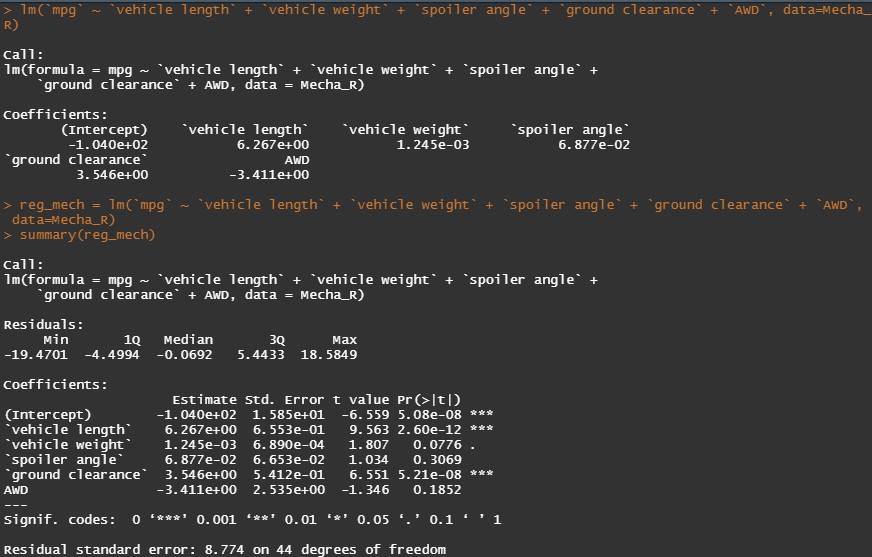 > lm(`mpg` ~ `vehicle length` + `vehicle weight` + `spoiler angle` + `ground clearance` + `AWD`, data=Mecha_
R)
Call:
lm(formula = mpg ~ `vehicle length` + `vehicle weight` + `spoiler angle` +
    `ground clearance` + AWD, data = Mecha_R)
Coefficients:
       (Intercept)    `vehicle length`    `vehicle weight`     `spoiler angle`
        -1.040e+02           6.267e+00           1.245e-03           6.877e-02
`ground clearance`                 AWD
         3.546e+00          -3.411e+00
> reg_mech = lm(`mpg` ~ `vehicle length` + `vehicle weight` + `spoiler angle` + `ground clearance` + `AWD`,
 data=Mecha_R)
> summary(reg_mech)
Call:
lm(formula = mpg ~ `vehicle length` + `vehicle weight` + `spoiler angle` +
    `ground clearance` + AWD, data = Mecha_R)
Residuals:
     Min       1Q   Median       3Q      Max
-19.4701  -4.4994  -0.0692   5.4433  18.5849
Coefficients:
                     Estimate Std. Error t value Pr(>|t|)
(Intercept)        -1.040e+02  1.585e+01  -6.559 5.08e-08 ***
`vehicle length`    6.267e+00  6.553e-01   9.563 2.60e-12 ***
`vehicle weight`    1.245e-03  6.890e-04   1.807   0.0776 .
`spoiler angle`     6.877e-02  6.653e-02   1.034   0.3069
`ground clearance`  3.546e+00  5.412e-01   6.551 5.21e-08 ***
AWD                -3.411e+00  2.535e+00  -1.346   0.1852
---
Signif. codes:  0 ‘***’ 0.001 ‘**’ 0.01 ‘*’ 0.05 ‘.’ 0.1 ‘ ’ 1
Residual standard error: 8.774 on 44 degrees of freedom